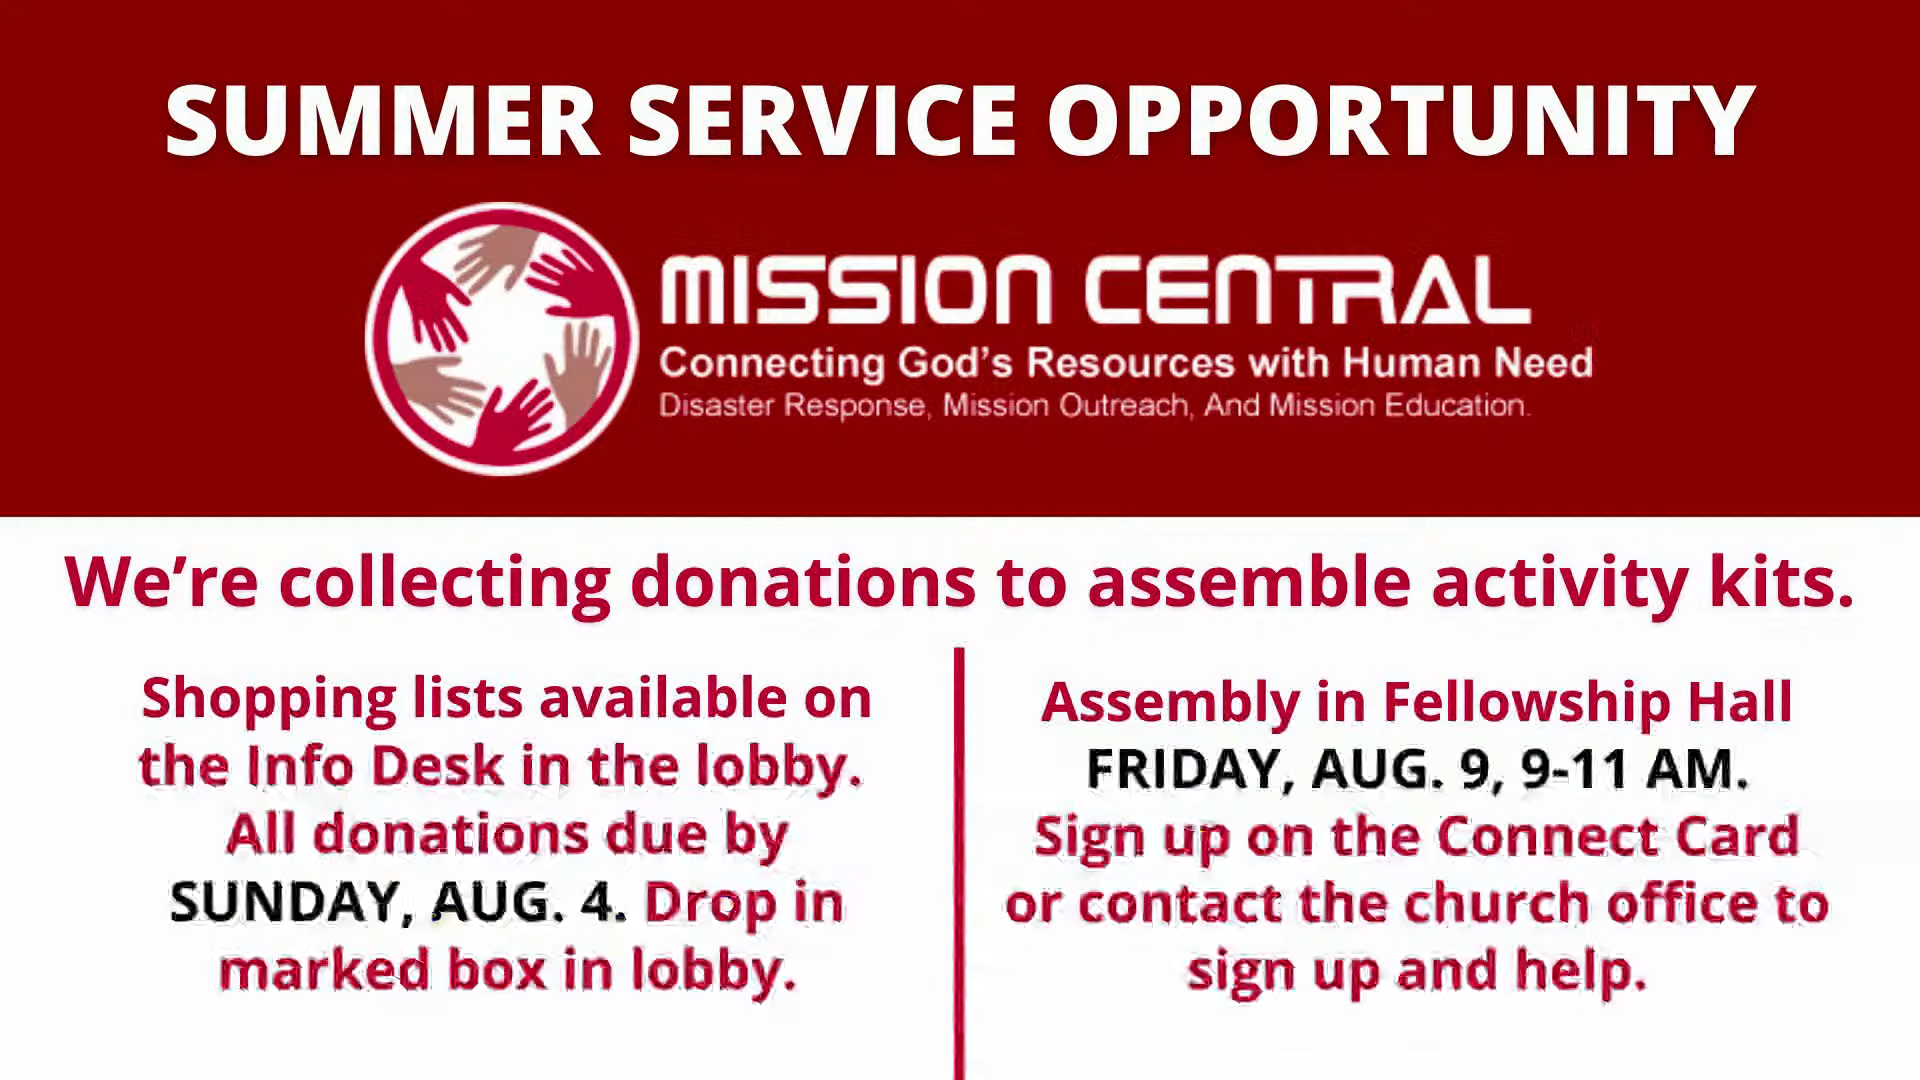 SUMMER SERVICE OPPORTUNITY
MISSION CENTRAL
Connecting God's Resources with Human Need
Disaster Response, Mission Outreach, And Mission Education.
We're collecting donations to assemble activity kits.
Shopping lists available on
the Info Desk in the lobby.
All donations due by
SUNDAY, AUG. 4. Drop in
marked box in lobby.
Assembly in Fellowship Hall
FRIDAY, AUG. 9, 9-11 AM.
Sign up on the Connect Card
or contact the church office to
sign up and help.